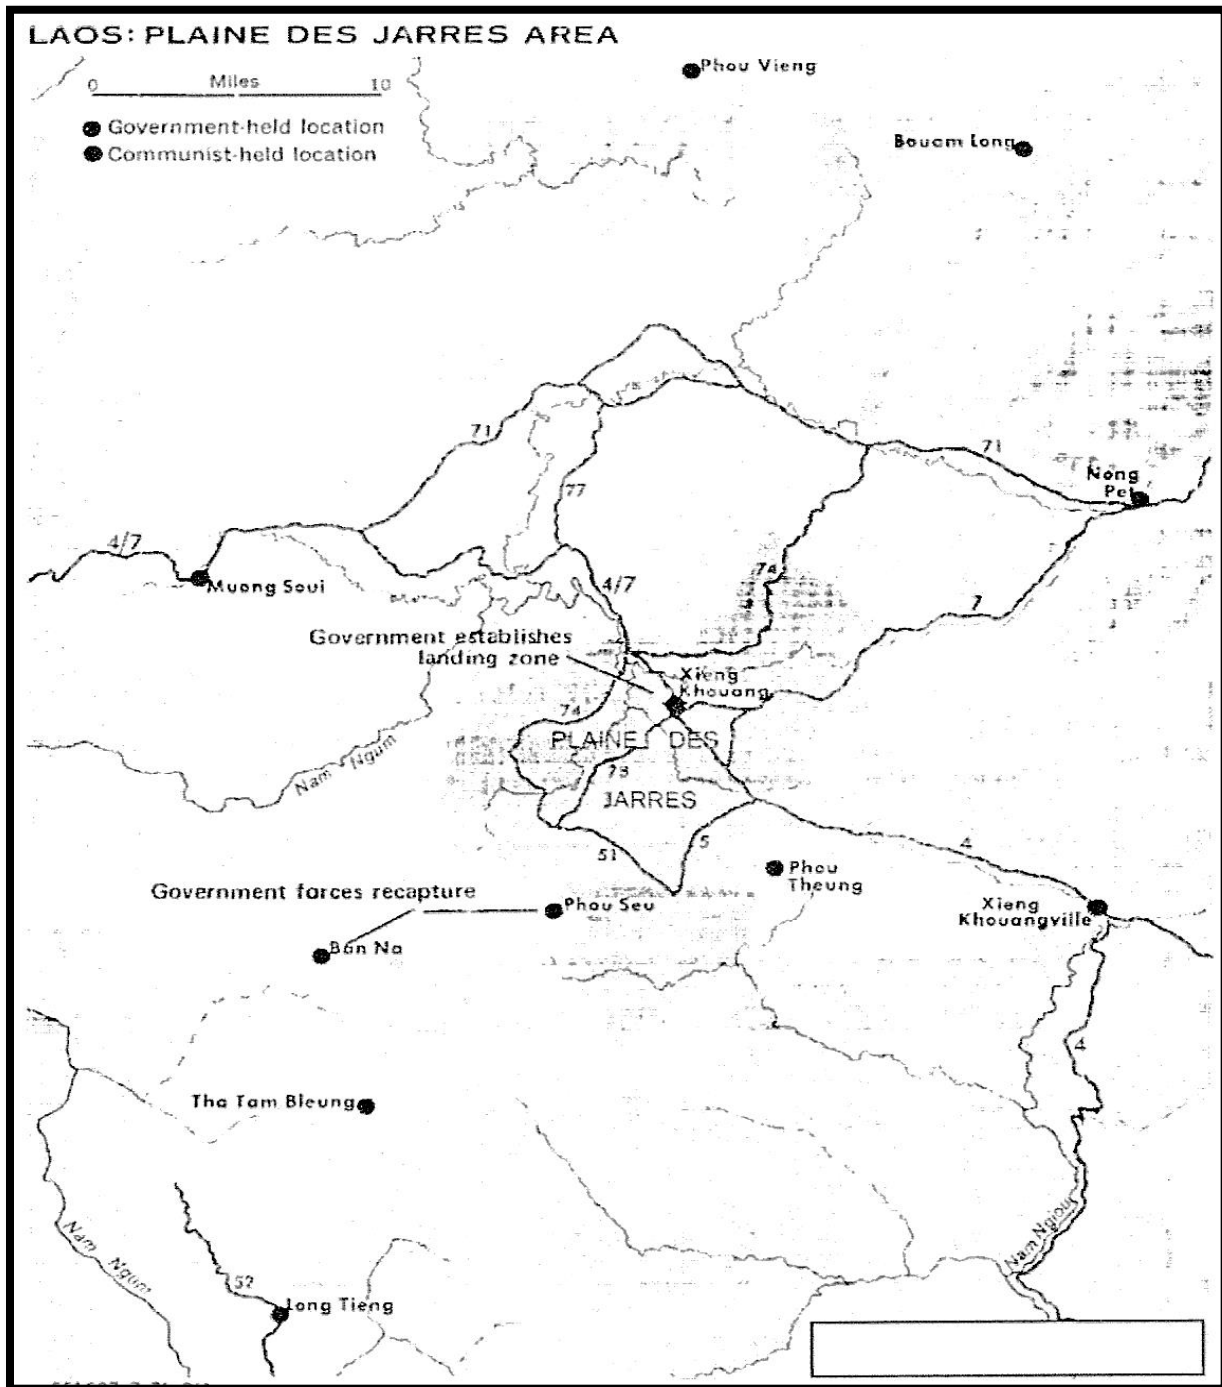 LAOS: PLAINE DES JARRES AREA
0 Miles 10
Government-held location
Communist-held location
Phou Vieng
Bouam Long
71
71
77
Nong
Pet
4/7
Muong Soui
4/7
74
7
Government establishes
landing zone
Xieng
Khouang
74
PLAINE DES
Nam Ngum
73
JARRES
51
5
4
Phou
Theung
Government forces recapture
Phou Seu
Xieng
Khouangville
Ban Na
4
Tha Tam Bleung
Nam Ngum
Nam Ngiou
52
Long Tieng